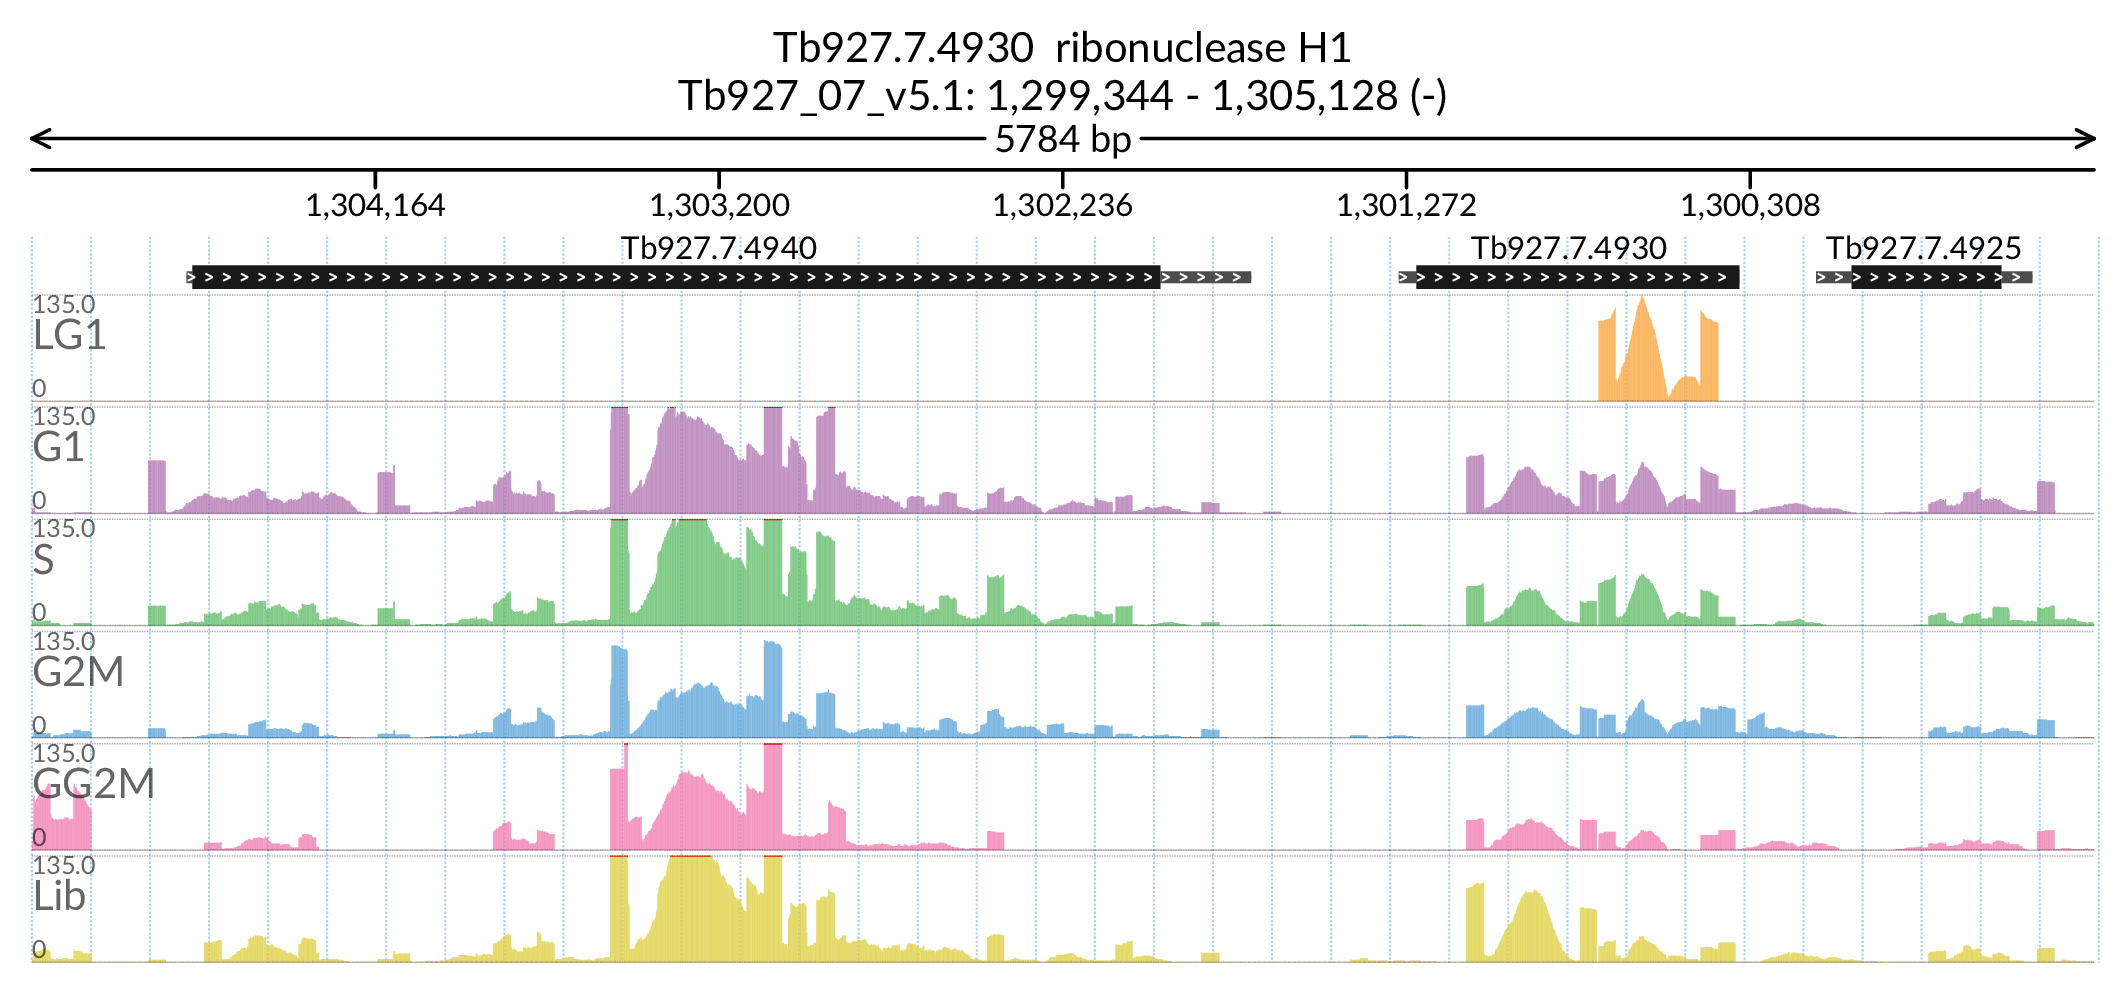 Tb927.7.4930 ribonuclease H1
Tb927_07_v5.1: 1,299,344 - 1,305,128 (-)
5784 bp
1,304,164 1,303,200 1,302,236 1,301,272 1,300,308
Tb927.7.4940 Tb927.7.4930 Tb927.7.4925
135.0
LG1
0
135.0
G1
0
135.0
S
0
135.0
G2M
0
135.0
GG2M
0
135.0
Lib
0